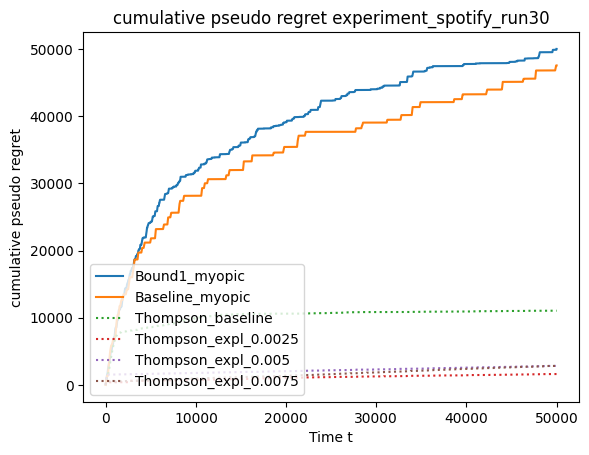 cumulative pseudo regret experiment_spotify_run30
cumulative pseudo regret
50000
40000
30000
20000
10000
0
Bound1_myopic
Baseline_myopic
Thompson_baseline
Thompson_expl_0.0025
Thompson_expl_0.005
Thompson_expl_0.0075
0 10000 20000 30000 40000 50000
Time t